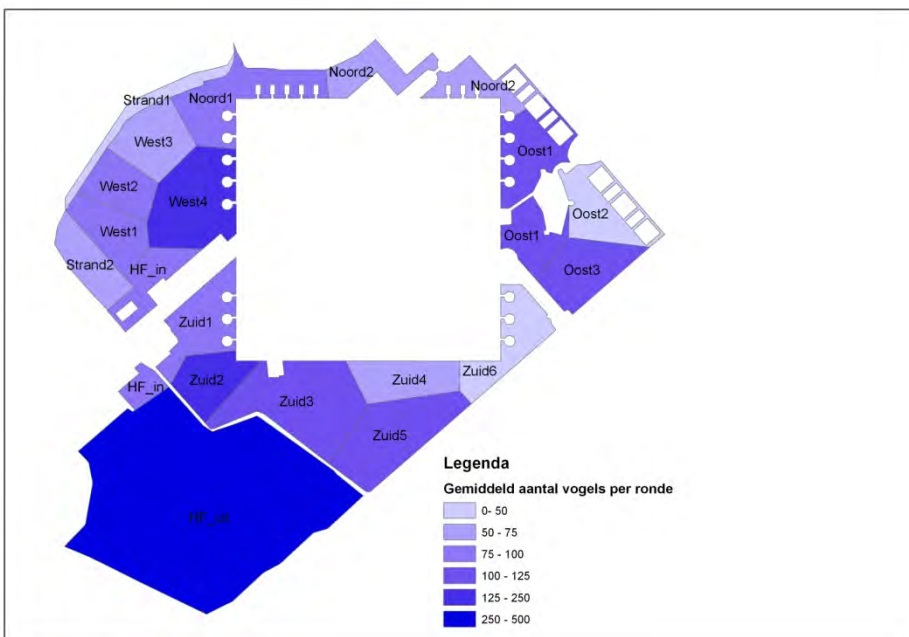 Noord2
Noord2
Strand1
Noord1
West3
Oost1
West2
West4
Oost2
West1
Oost1
Strand2
HF_in
Oost3
Zuid1
Zuid6
HF_in
Zuid2
Zuid4
Zuid3
Zuid5
Legenda
Gemiddeld aantal vogels per ronde
0- 50
50 - 75
75 - 100
100 - 125
125 - 250
250 - 500